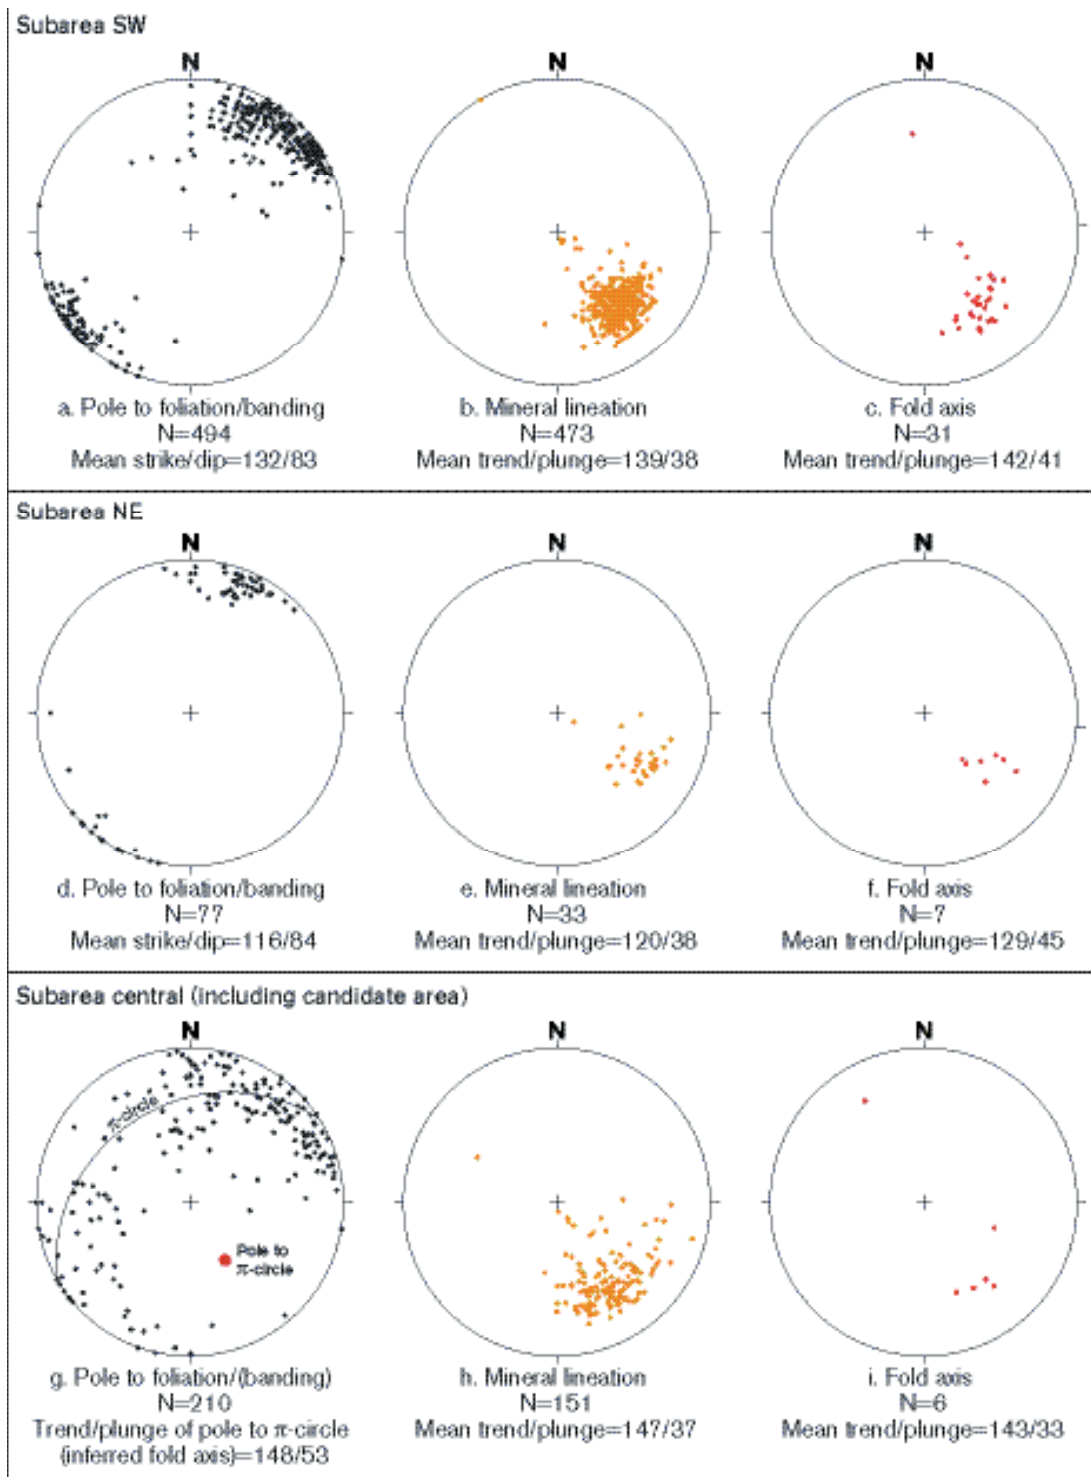 Subarea SW
N N N
a. Pole to foliation/banding b. Mineral lineation c. Fold axis
N=494 N=473 N=31
Mean strike/dip=132/83 Mean trend/plunge=139/38 Mean trend/plunge=142/41
Subarea NE
N N N
d. Pole to foliation/banding e. Mineral lineation f. Fold axis
N=77 N=33 N=7
Mean strike/dip=116/84 Mean trend/plunge=120/38 Mean trend/plunge=129/45
Subarea central (including candidate area)
N N N
π-circle
Pole to
π-circle
g. Pole to foliation/(banding) h. Mineral lineation i. Fold axis
N=210 N=151 N=6
Trend/plunge of pole to π-circle Mean trend/plunge=147/37 Mean trend/plunge=143/33
(inferred fold axis)=148/53